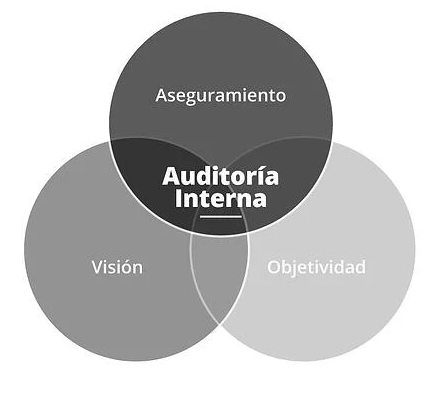 Aseguramiento
Auditoría
Interna
Visión
Objetividad